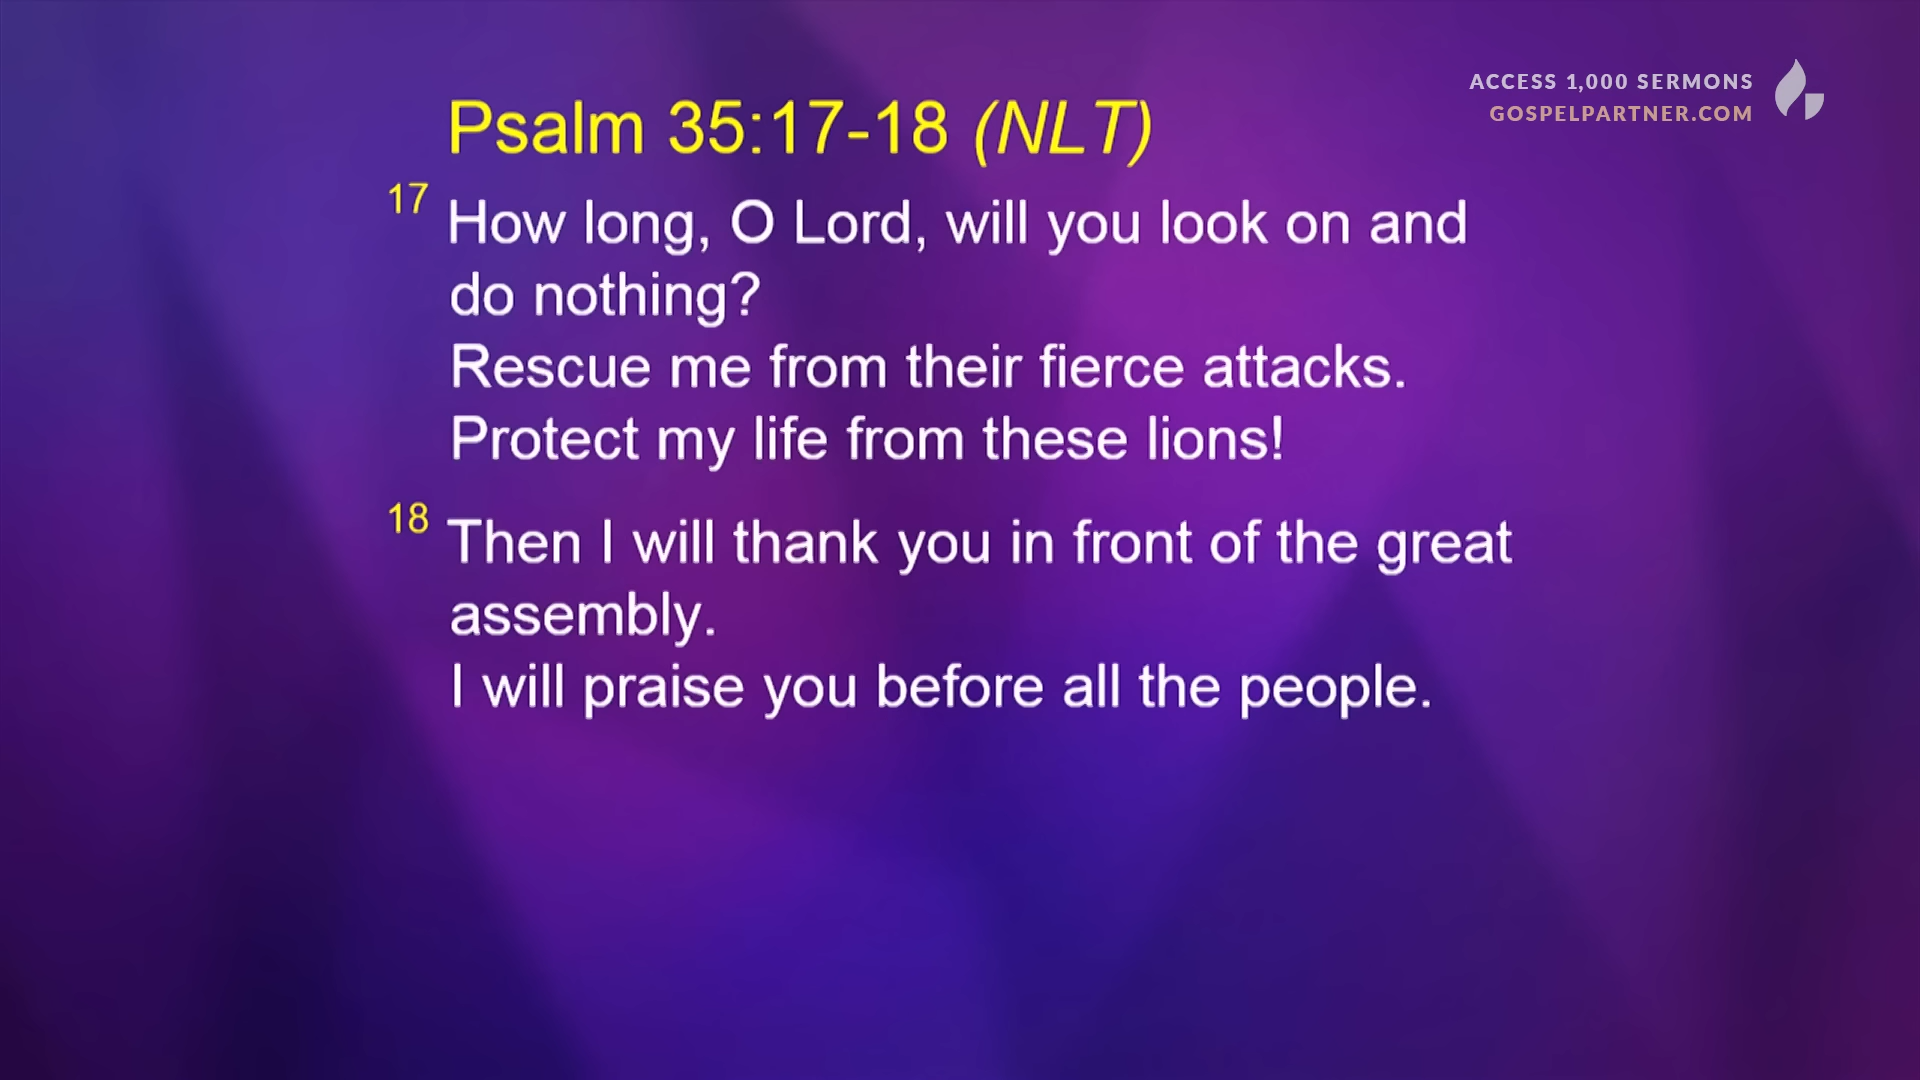 ACCESS 1,000 SERMONS
GOSPELPARTNER.COM
Psalm 35:17-18 (NLT)
17 How long, O Lord, will you look on and
do nothing?
Rescue me from their fierce attacks.
Protect my life from these lions!
18 Then I will thank you in front of the great
assembly.
I will praise you before all the people.